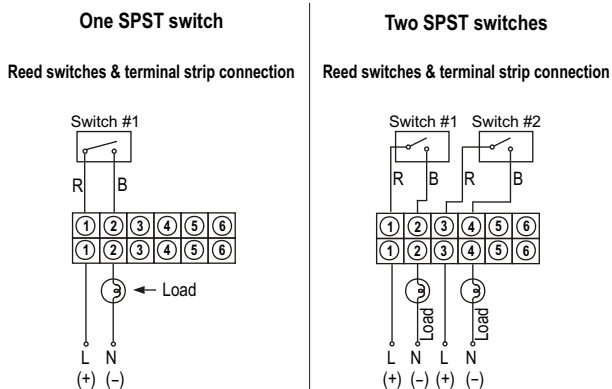 One SPST switch
Reed switches & terminal strip connection
Switch #1
R B
1 2 3 4 5 6
1 2 3 4 5 6
Load
L N
(+) (–)
Two SPST switches
Reed switches & terminal strip connection
Switch #1 Switch #2
R B R B
1 2 3 4 5 6
1 2 3 4 5 6
Load Load
L N L N
(+) (–) (+) (–)